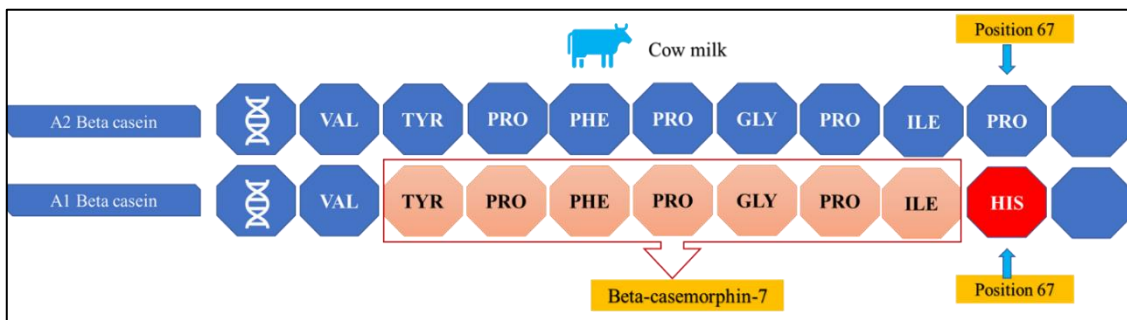 Position 67
Cow milk
A2 Beta casein VAL TYR PRO PHE PRO GLY PRO ILE PRO
A1 Beta casein VAL TYR PRO PHE PRO GLY PRO ILE HIS
Beta-casemorphin-7
Position 67